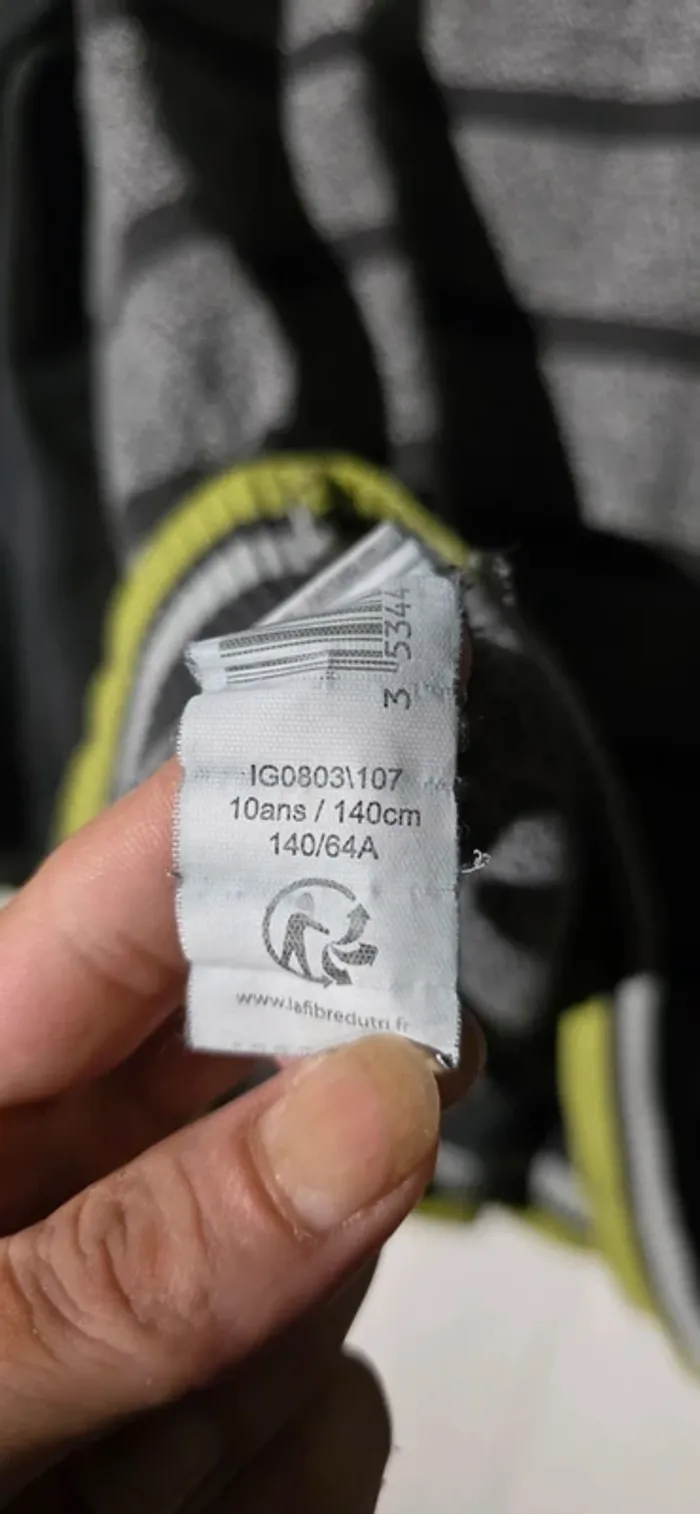 3 5344
IG0803\107
10ans / 140cm
140/64A
www.lafibredutri.fr